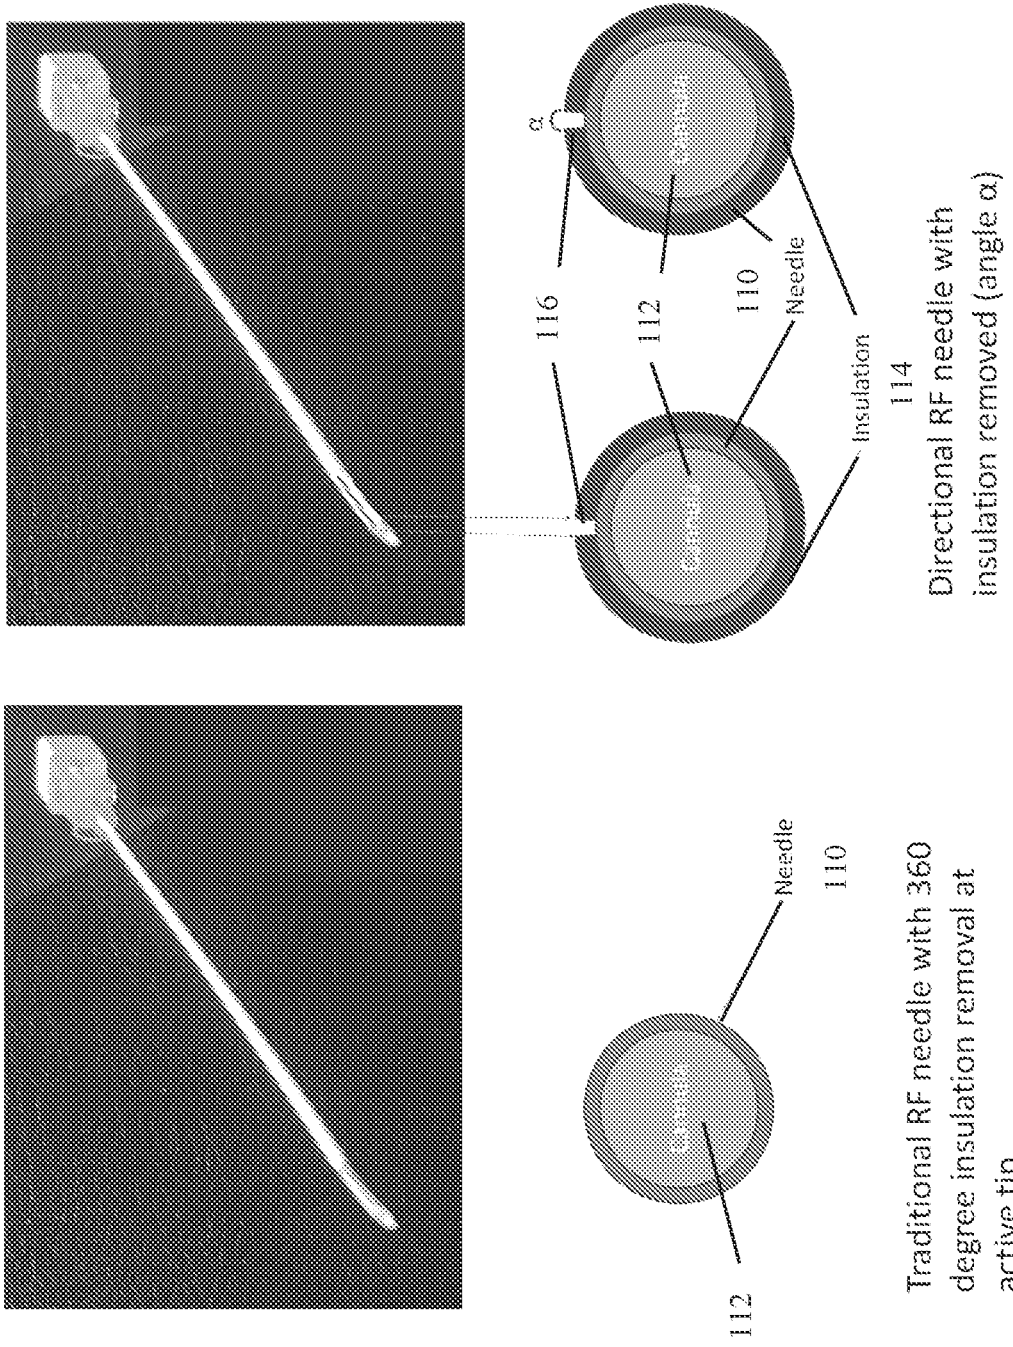 112
Needle
110
Traditional RF needle with 360
degree insulation removal at
active tip
α
116
112
110
Needle
Insulation
114
Directional RF needle with
insulation removed (angle α)